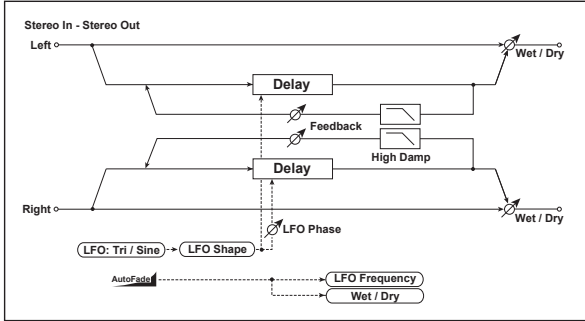 Stereo In - Stereo Out
Left
Wet / Dry
Delay
Feedback
High Damp
Delay
Right
Wet / Dry
LFO Phase
LFO: Tri / Sine
LFO Shape
AutoFade
LFO Frequency
Wet / Dry